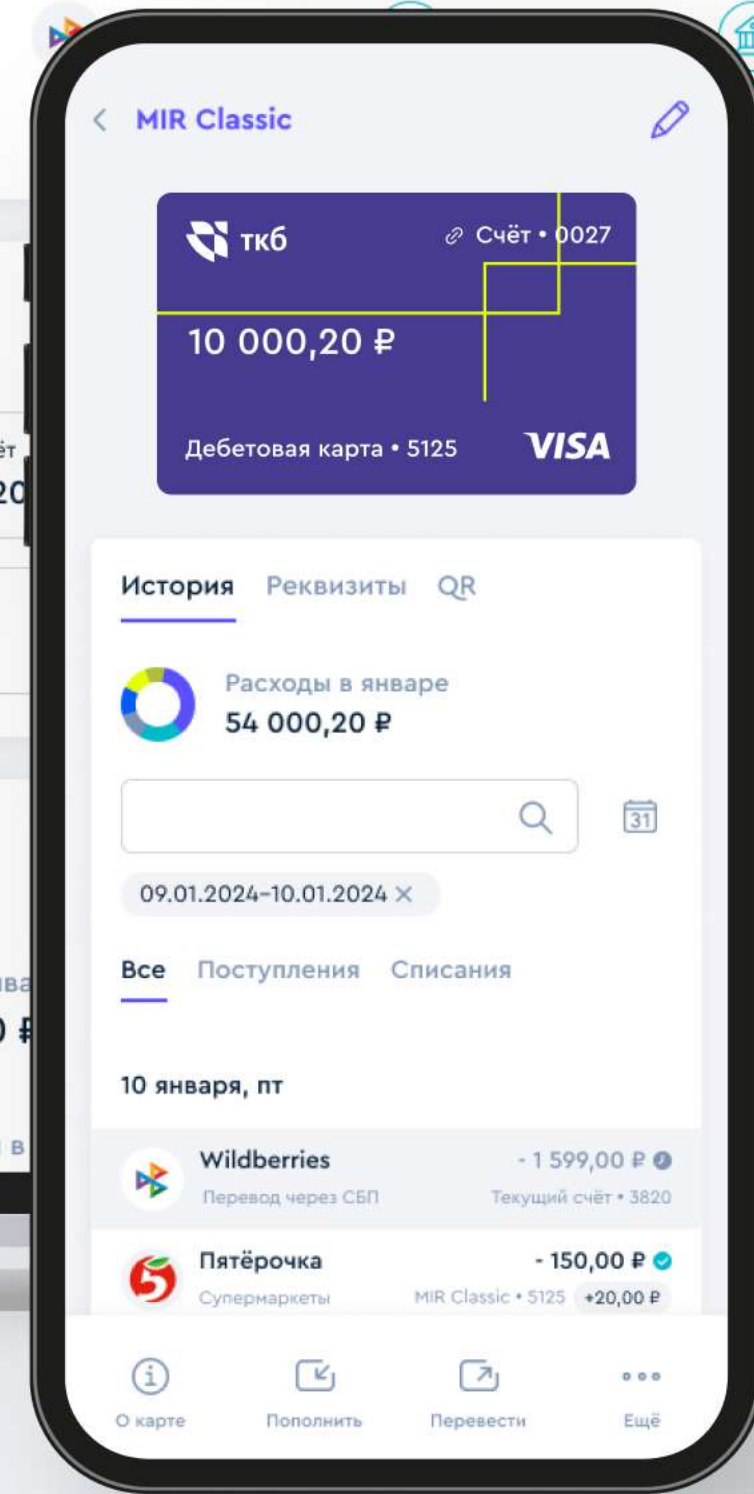 MIR Classic
ткб
Счёт • 0027
10 000,20 ₽
Дебетовая карта • 5125
VISA
История Реквизиты QR
Расходы в январе
54 000,20 ₽
31
09.01.2024–10.01.2024
Все Поступления Списания
10 января, пт
Wildberries - 1 599,00 ₽
Перевод через СБП Текущий счёт • 3820
Пятёрочка - 150,00 ₽
Супермаркеты MIR Classic • 5125 +20,00 ₽
О карте Пополнить Перевести Ещё